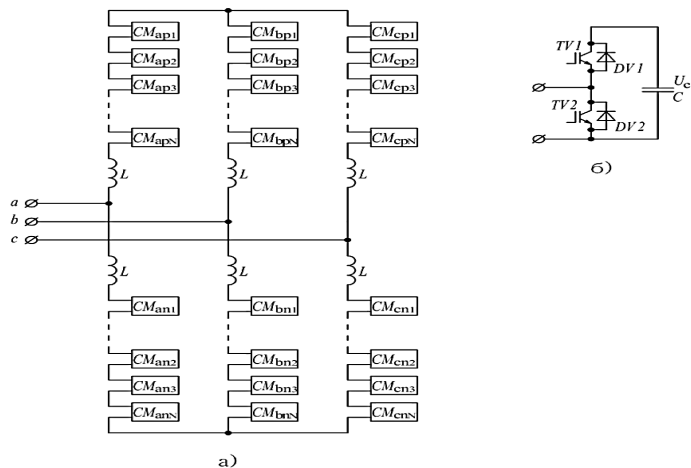 CMap1 CMbp1 CMcp1
CMap2 CMbp2 CMcp2
CMap3 CMbp3 CMcp3
CMapN CMbpN CMcpN
L L L
a
b
c
L L L
CMan1 CMbn1 CMcn1
CMan2 CMbn2 CMcn2
CMan3 CMbn3 CMcn3
CManN CMbnN CMcnN
а)
TV1
DV1
Uc
C
TV2
DV2
б)